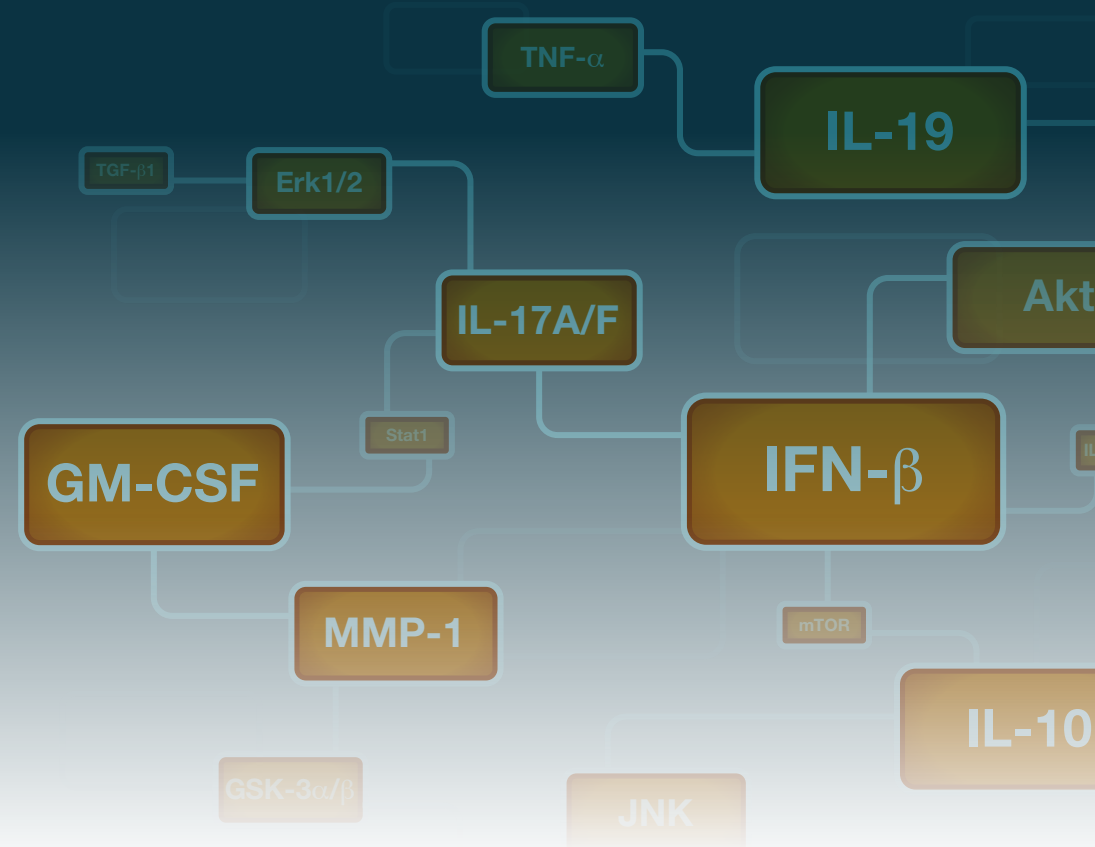 TNF-α
IL-19
TGF-β1
Erk1/2
Akt
IL-17A/F
Stat1
GM-CSF
IFN-β
IL
mTOR
MMP-1
IL-10
GSK-3α/β
JNK